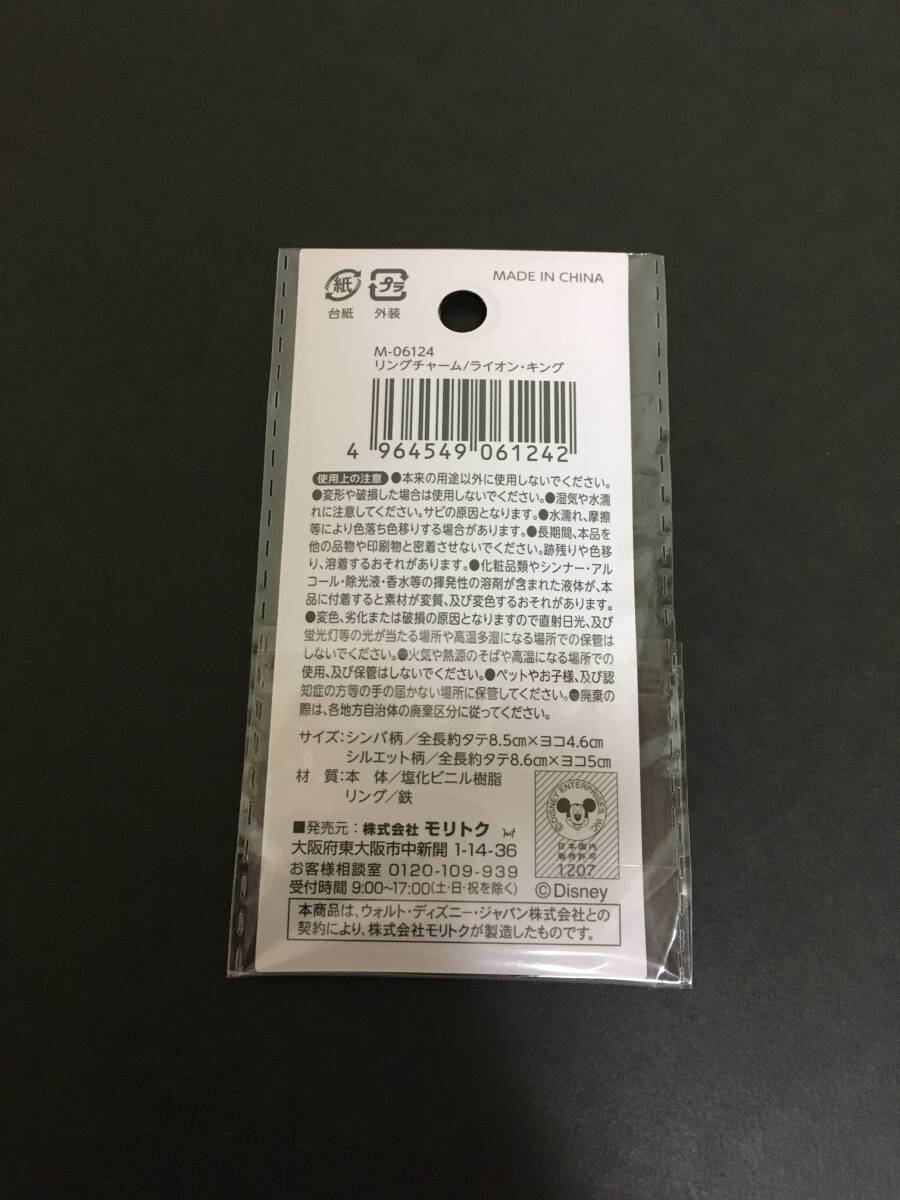 紙 プラ MADE IN CHINA
台紙 外装
M-06124
リングチャーム/ライオン・キング
4 964549 061242
使用上の注意 ●本来の用途以外に使用しないでください。
●変形や破損した場合は使用しないでください。●湿気や水濡
れに注意してください。サビの原因となります。●水濡れ、摩擦
等により色落ち色移りする場合があります。●長期間、本品を
他の品物や印刷物と密着させないでください。跡残りや色移
り、溶着するおそれがあります。●化粧品類やシンナー・アル
コール・除光液・香水等の揮発性の溶剤が含まれた液体が、本
品に付着すると素材が変質、及び変色するおそれがあります。
●変色、劣化または破損の原因となりますので直射日光、及び
蛍光灯等の光が当たる場所や高温多湿になる場所での保管は
しないでください。●火気や熱源のそばや高温になる場所での
使用、及び保管はしないでください。●ペットやお子様、及び認
知症の方等の手の届かない場所に保管してください。●廃棄の
際は、各地方自治体の廃棄区分に従ってください。
サイズ:シンバ柄/全長約タテ8.5cm×ヨコ4.6cm
シルエット柄/全長約タテ8.6cm×ヨコ5cm
材 質:本 体/塩化ビニル樹脂
リング/鉄
■発売元:株式会社 モリトク
大阪府東大阪市中新開 1-14-36
お客様相談室 0120-109-939
受付時間 9:00~17:00(土・日・祝を除く)
©DISNEY ENTERPRISES, INC
日本国内
販売許可
1207
©Disney
本商品は、ウォルト・ディズニー・ジャパン株式会社との
契約により、株式会社モリトクが製造したものです。